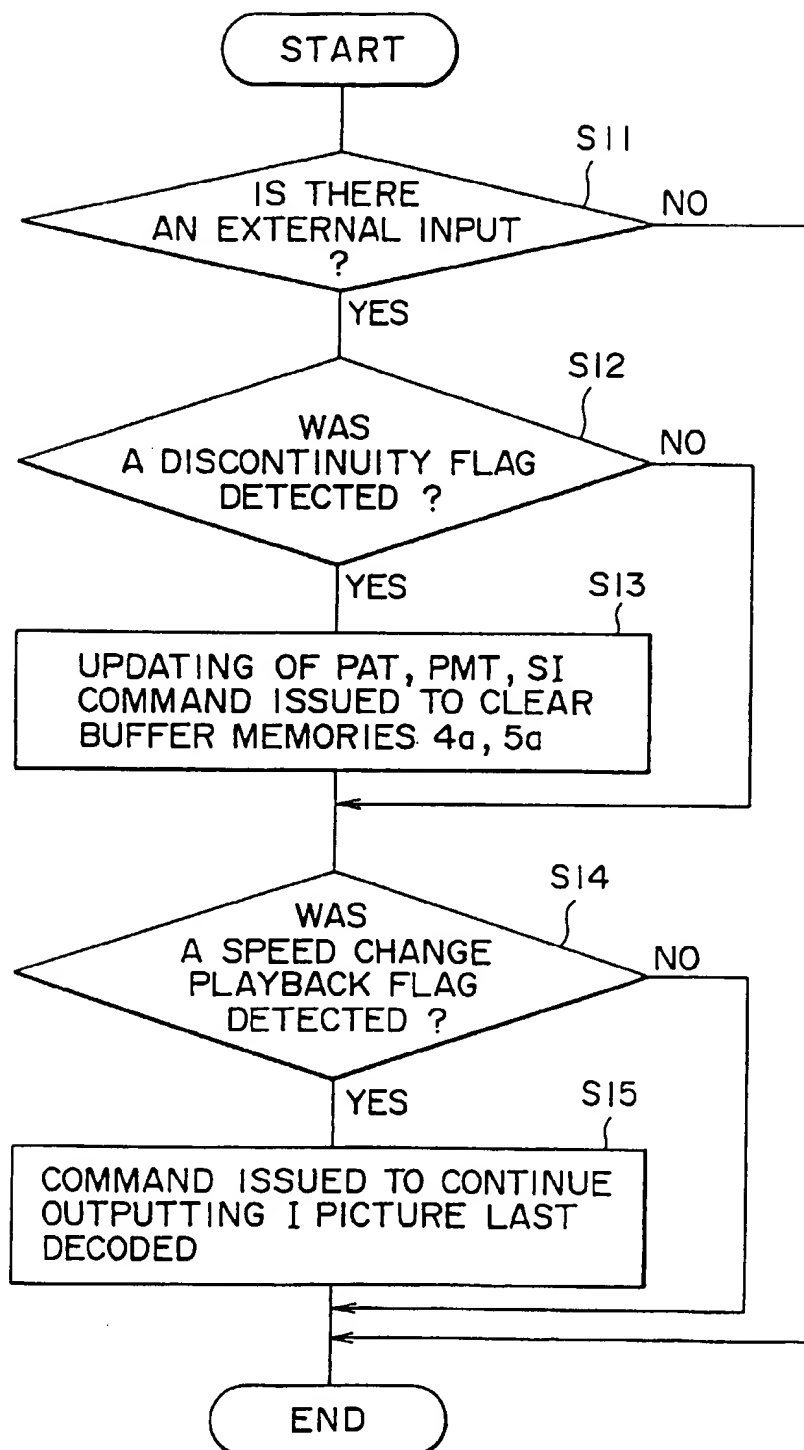 START
S11
IS THERE
AN EXTERNAL INPUT
?
NO
YES
S12
WAS
A DISCONTINUITY FLAG
DETECTED ?
NO
YES
S13
UPDATING OF PAT, PMT, SI
COMMAND ISSUED TO CLEAR
BUFFER MEMORIES 4a, 5a
S14
WAS
A SPEED CHANGE
PLAYBACK FLAG
DETECTED ?
NO
YES
S15
COMMAND ISSUED TO CONTINUE
OUTPUTTING I PICTURE LAST
DECODED
END